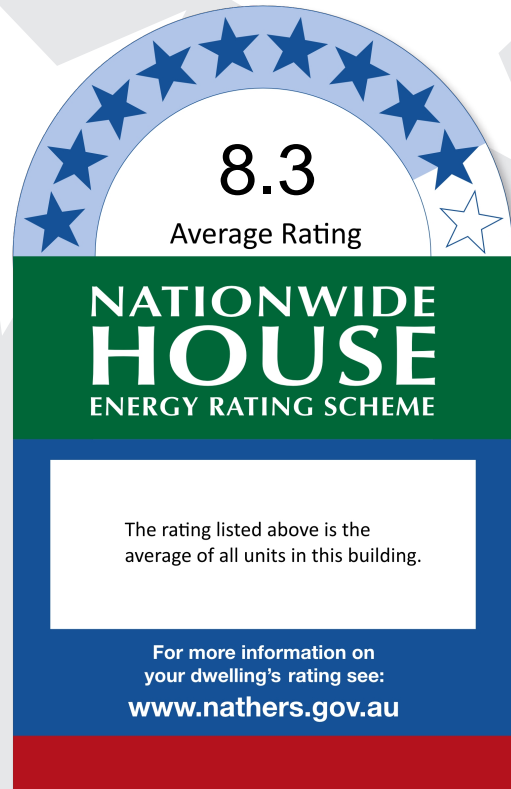 8.3
Average Rating
NATIONWIDE
HOUSE
ENERGY RATING SCHEME
The rating listed above is the
average of all units in this building.
For more information on
your dwelling's rating see:
www.nathers.gov.au